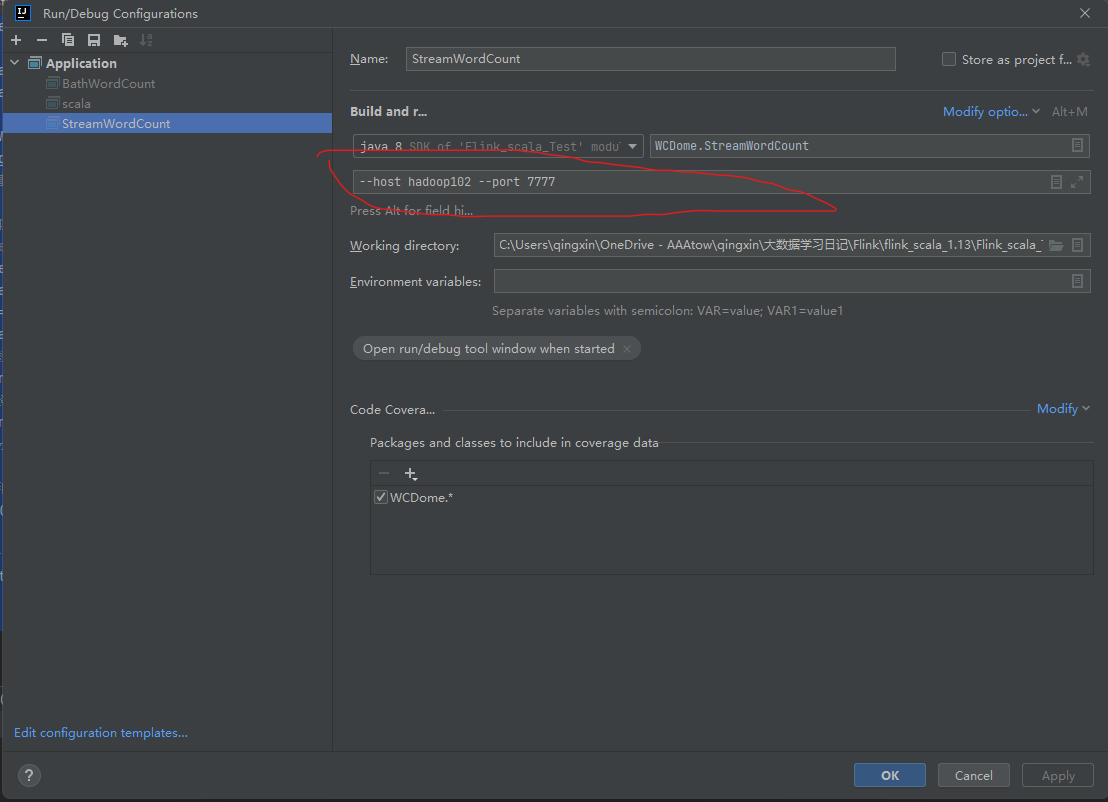 Run/Debug Configurations
Application
BathWordCount
scala
StreamWordCount
Edit configuration templates...
Name: StreamWordCount Store as project f...
Build and r... Modify optio... Alt+M
java 8 SDK of 'Flink_scala_Test' modul WCDome.StreamWordCount
--host hadoop102 --port 7777
Press Alt for field hi...
Working directory: C:\Users\qingxin\OneDrive - AAAtow\qingxin\大数据学习日记\Flink\flink_scala_1.13\Flink_scala_
Environment variables:
Separate variables with semicolon: VAR=value; VAR1=value1
Open run/debug tool window when started
Code Covera... Modify
Packages and classes to include in coverage data
WCDome.*
? OK Cancel Apply